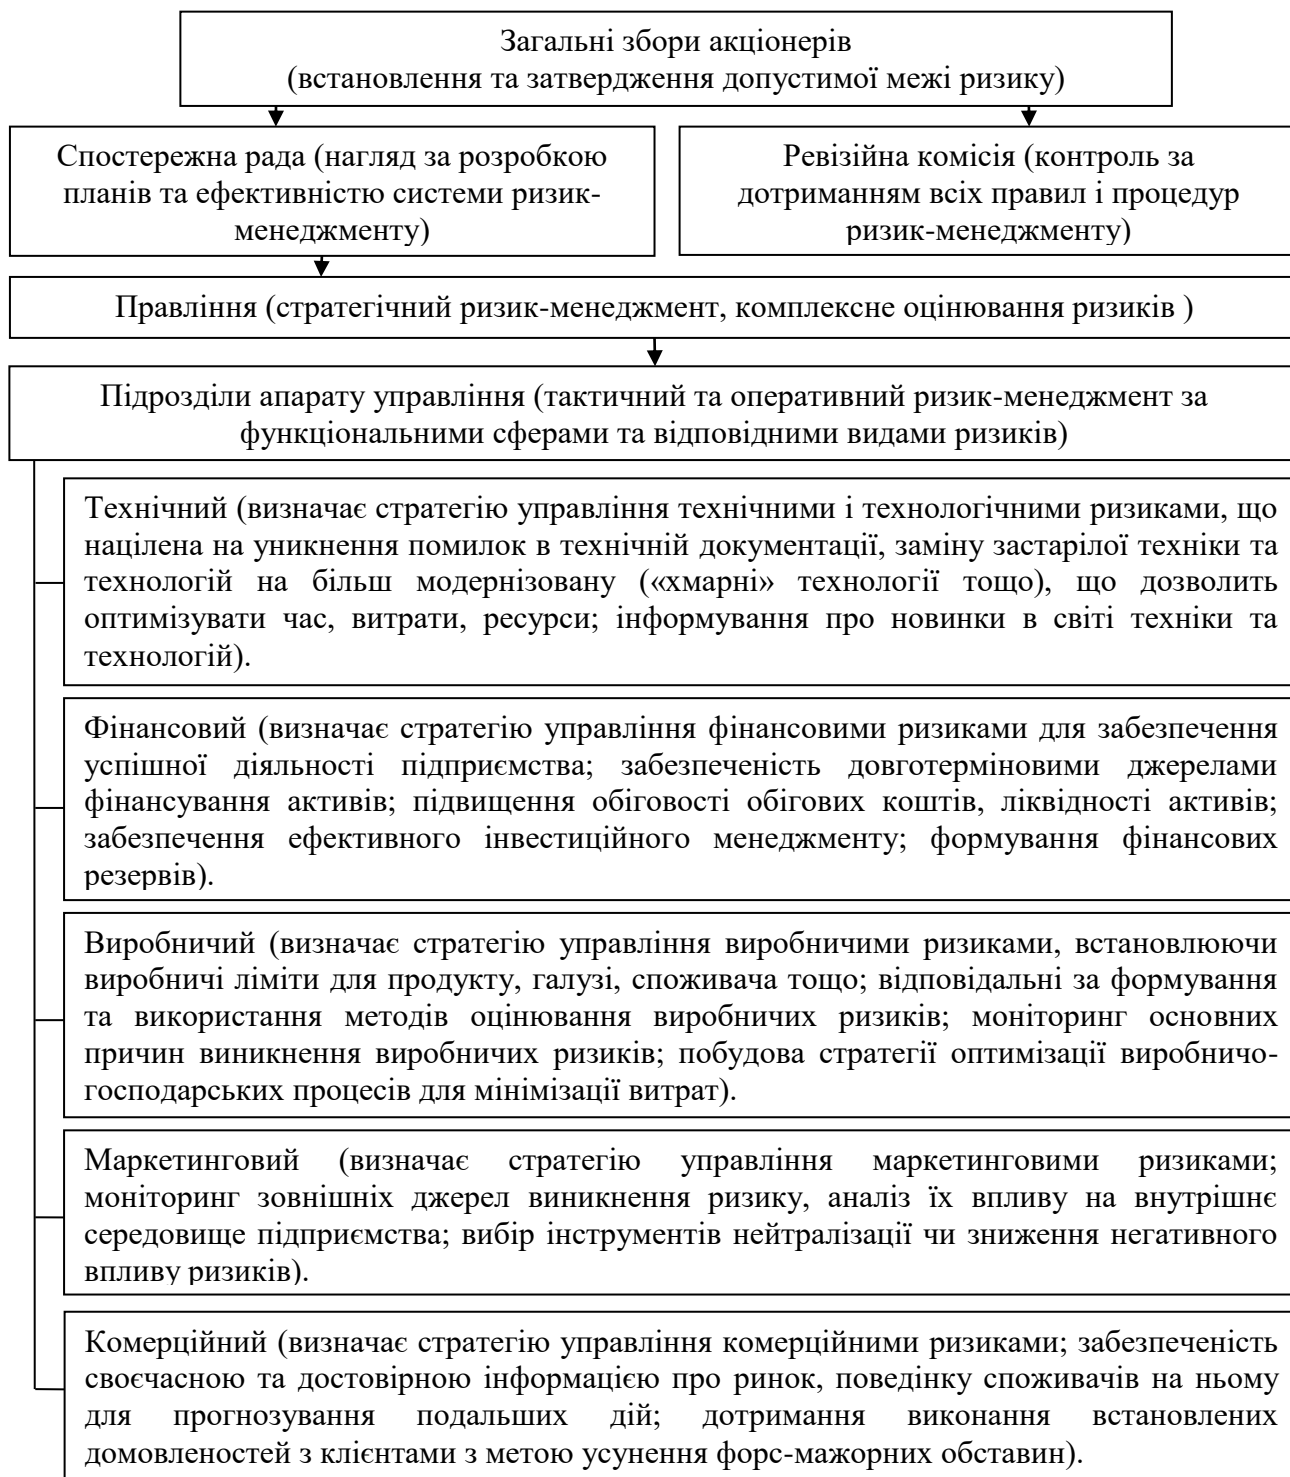 Загальні збори акціонерів
(встановлення та затвердження допустимої межі ризику)
Спостережна рада (нагляд за розробкою
планів та ефективністю системи ризик-
менеджменту)
Ревізійна комісія (контроль за
дотриманням всіх правил і процедур
ризик-менеджменту)
Правління (стратегічний ризик-менеджмент, комплексне оцінювання ризиків )
Підрозділи апарату управління (тактичний та оперативний ризик-менеджмент за
функціональними сферами та відповідними видами ризиків)
Технічний (визначає стратегію управління технічними і технологічними ризиками, що
націлена на уникнення помилок в технічній документації, заміну застарілої техніки та
технологій на більш модернізовану («хмарні» технології тощо), що дозволить
оптимізувати час, витрати, ресурси; інформування про новинки в світі техніки та
технологій).
Фінансовий (визначає стратегію управління фінансовими ризиками для забезпечення
успішної діяльності підприємства; забезпеченість довготерміновими джерелами
фінансування активів; підвищення обіговості обігових коштів, ліквідності активів;
забезпечення ефективного інвестиційного менеджменту; формування фінансових
резервів).
Виробничий (визначає стратегію управління виробничими ризиками, встановлюючи
виробничі ліміти для продукту, галузі, споживача тощо; відповідальні за формування
та використання методів оцінювання виробничих ризиків; моніторинг основних
причин виникнення виробничих ризиків; побудова стратегії оптимізації виробничо-
господарських процесів для мінімізації витрат).
Маркетинговий (визначає стратегію управління маркетинговими ризиками;
моніторинг зовнішніх джерел виникнення ризику, аналіз їх впливу на внутрішнє
середовище підприємства; вибір інструментів нейтралізації чи зниження негативного
впливу ризиків).
Комерційний (визначає стратегію управління комерційними ризиками; забезпеченість
своєчасною та достовірною інформацією про ринок, поведінку споживачів на ньому
для прогнозування подальших дій; дотримання виконання встановлених
домовленостей з клієнтами з метою усунення форс-мажорних обставин).